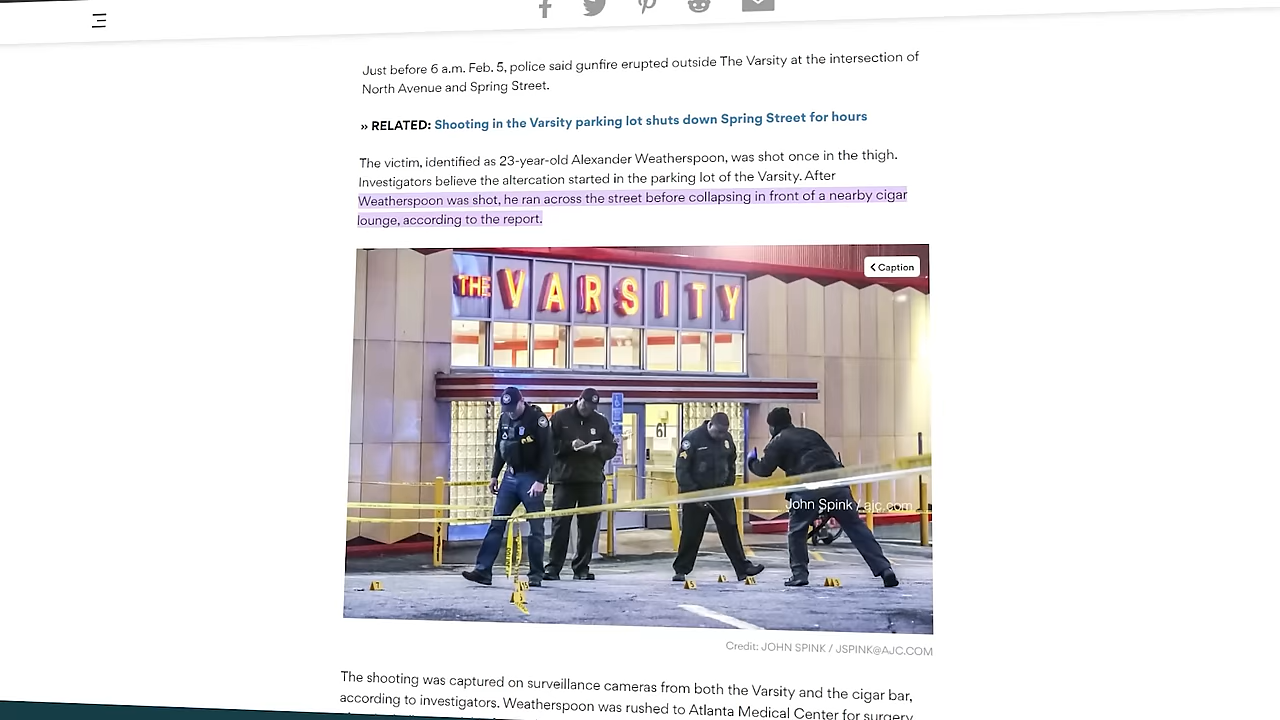 Just before 6 a.m. Feb. 5, police said gunfire erupted outside The Varsity at the intersection of
North Avenue and Spring Street.
» RELATED: Shooting in the Varsity parking lot shuts down Spring Street for hours
The victim, identified as 23-year-old Alexander Weatherspoon, was shot once in the thigh.
Investigators believe the altercation started in the parking lot of the Varsity. After
Weatherspoon was shot, he ran across the street before collapsing in front of a nearby cigar
lounge, according to the report.
Caption
THE VARSITY
61
John Spink / ajc.com
Credit: JOHN SPINK / JSPINK@AJC.COM
The shooting was captured on surveillance cameras from both the Varsity and the cigar bar,
according to investigators. Weatherspoon was rushed to Atlanta Medical Center for surgery